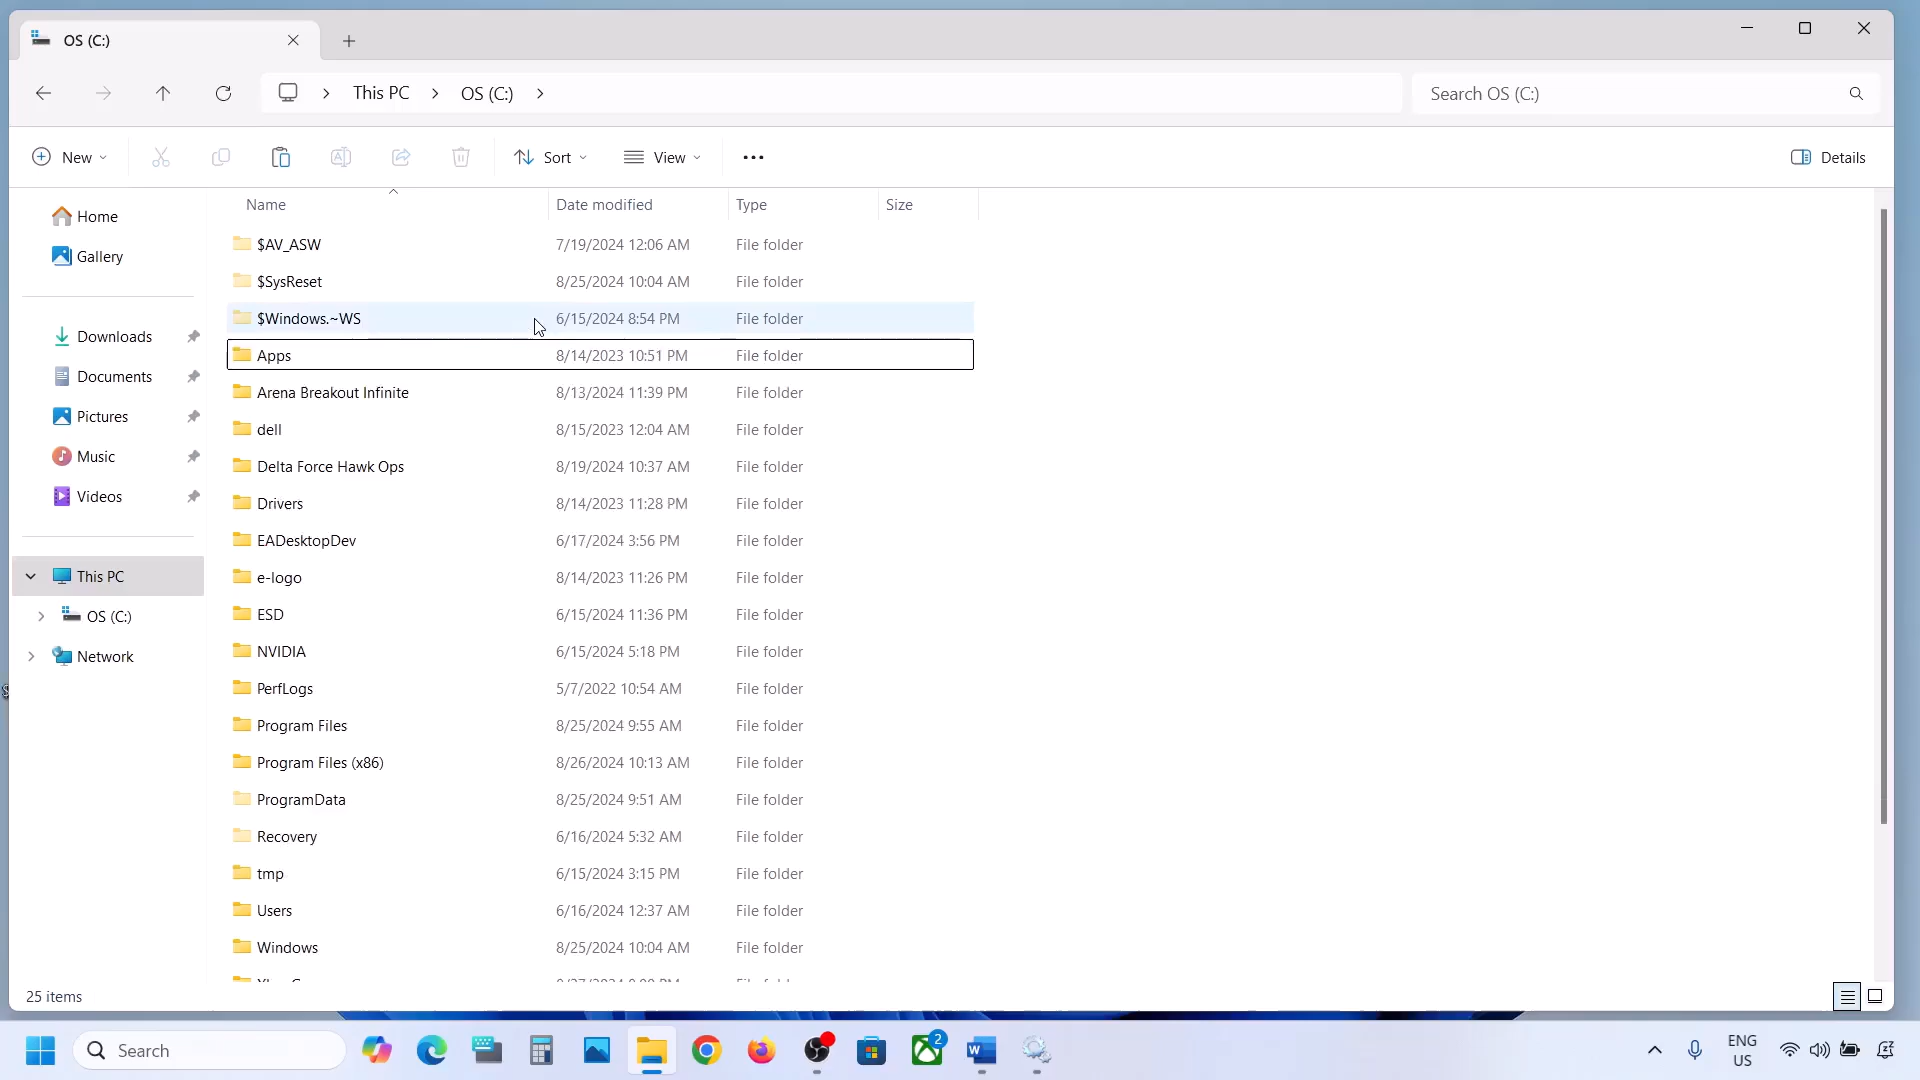 OS (C:)
This PC
OS (C:)
Search OS (C:)
New
Sort
View
Details
Name
Date modified
Type
Size
Home
Gallery
Downloads
Documents
Pictures
Music
Videos
This PC
OS (C:)
Network
$AV_ASW 7/19/2024 12:06 AM File folder
$SysReset 8/25/2024 10:04 AM File folder
$Windows.~WS 6/15/2024 8:54 PM File folder
Apps 8/14/2023 10:51 PM File folder
Arena Breakout Infinite 8/13/2024 11:39 PM File folder
dell 8/15/2023 12:04 AM File folder
Delta Force Hawk Ops 8/19/2024 10:37 AM File folder
Drivers 8/14/2023 11:28 PM File folder
EADesktopDev 6/17/2024 3:56 PM File folder
e-logo 8/14/2023 11:26 PM File folder
ESD 6/15/2024 11:36 PM File folder
NVIDIA 6/15/2024 5:18 PM File folder
PerfLogs 5/7/2022 10:54 AM File folder
Program Files 8/25/2024 9:55 AM File folder
Program Files (x86) 8/26/2024 10:13 AM File folder
ProgramData 8/25/2024 9:51 AM File folder
Recovery 6/16/2024 5:32 AM File folder
tmp 6/15/2024 3:15 PM File folder
Users 6/16/2024 12:37 AM File folder
Windows 8/25/2024 10:04 AM File folder
25 items
Search
2
ENG
US